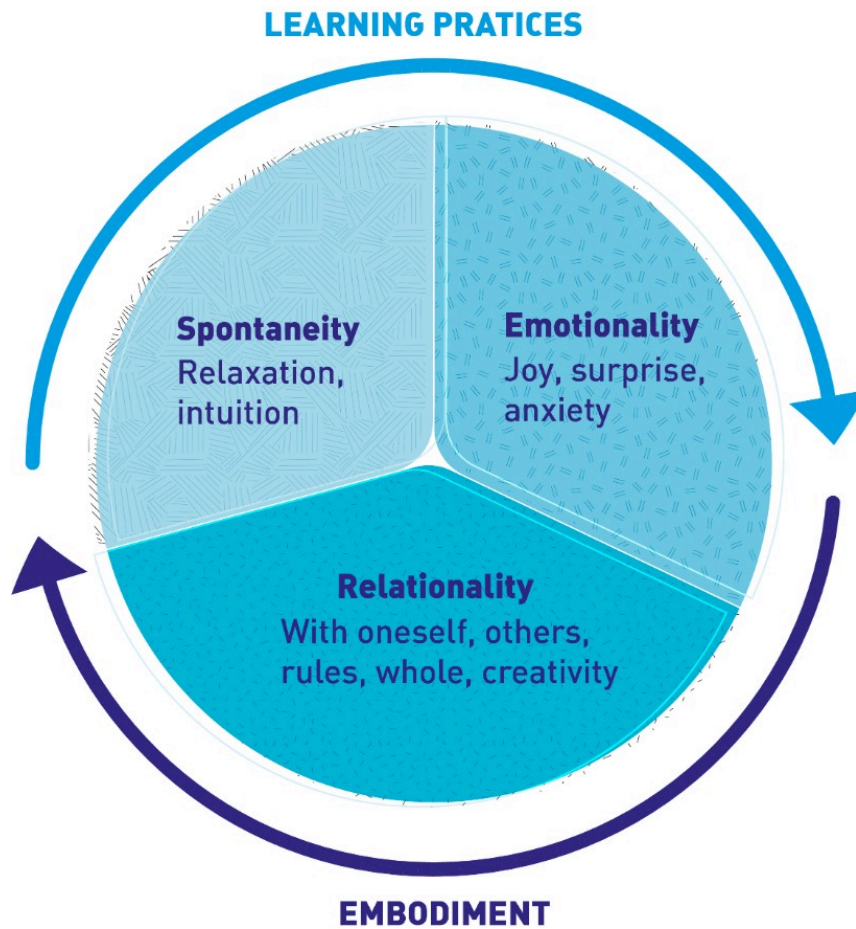 LEARNING PRATICES
Spontaneity
Relaxation,
intuition
Emotionality
Joy, surprise,
anxiety
Relationality
With oneself, others,
rules, whole, creativity
EMBODIMENT